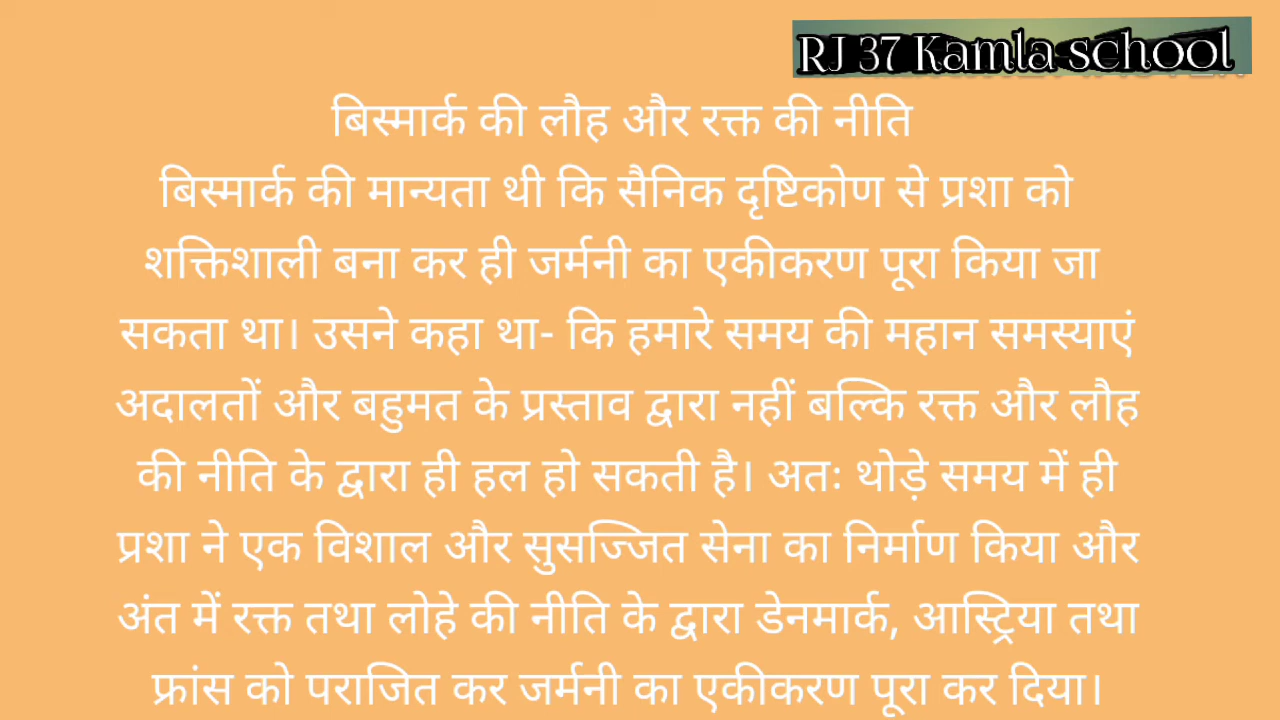 RJ 37 Kamla school
बिस्मार्क की लौह और रक्त की नीति
बिस्मार्क की मान्यता थी कि सैनिक दृष्टिकोण से प्रशा को
शक्तिशाली बना कर ही जर्मनी का एकीकरण पूरा किया जा
सकता था। उसने कहा था- कि हमारे समय की महान समस्याएं
अदालतों और बहुमत के प्रस्ताव द्वारा नहीं बल्कि रक्त और लौह
की नीति के द्वारा ही हल हो सकती है। अतः थोड़े समय में ही
प्रशा ने एक विशाल और सुसज्जित सेना का निर्माण किया और
अंत में रक्त तथा लोहे की नीति के द्वारा डेनमार्क, आस्ट्रिया तथा
फ्रांस को पराजित कर जर्मनी का एकीकरण पूरा कर दिया।